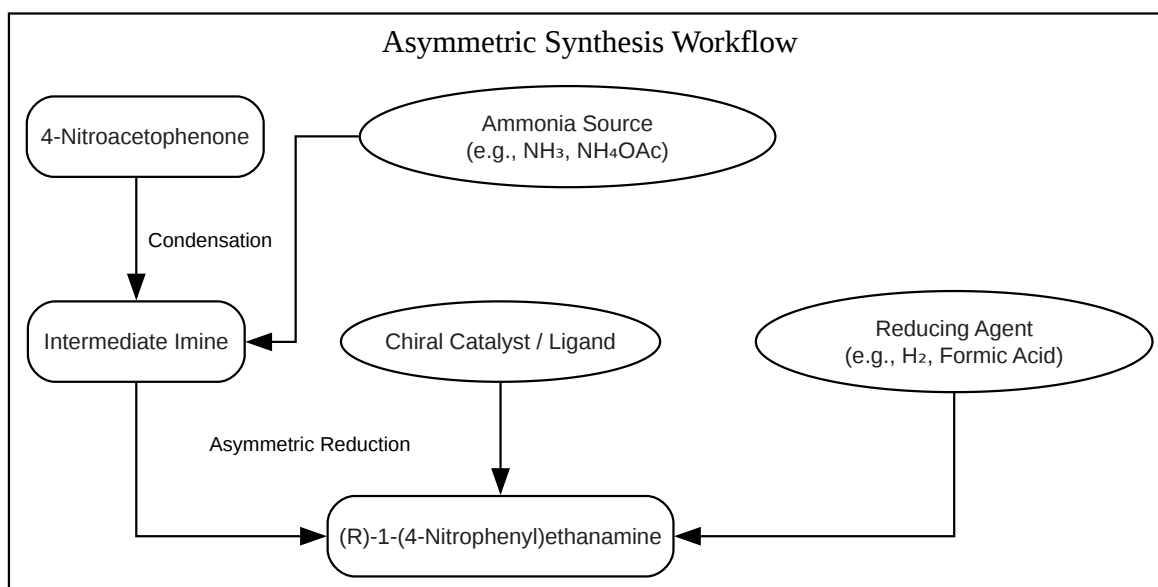 Asymmetric Synthesis Workflow
4-Nitroacetophenone
Ammonia Source
(e.g., NH₃, NH₄OAc)
Condensation
Intermediate Imine
Chiral Catalyst / Ligand
Reducing Agent
(e.g., H₂, Formic Acid)
Asymmetric Reduction
(R)-1-(4-Nitrophenyl)ethanamine